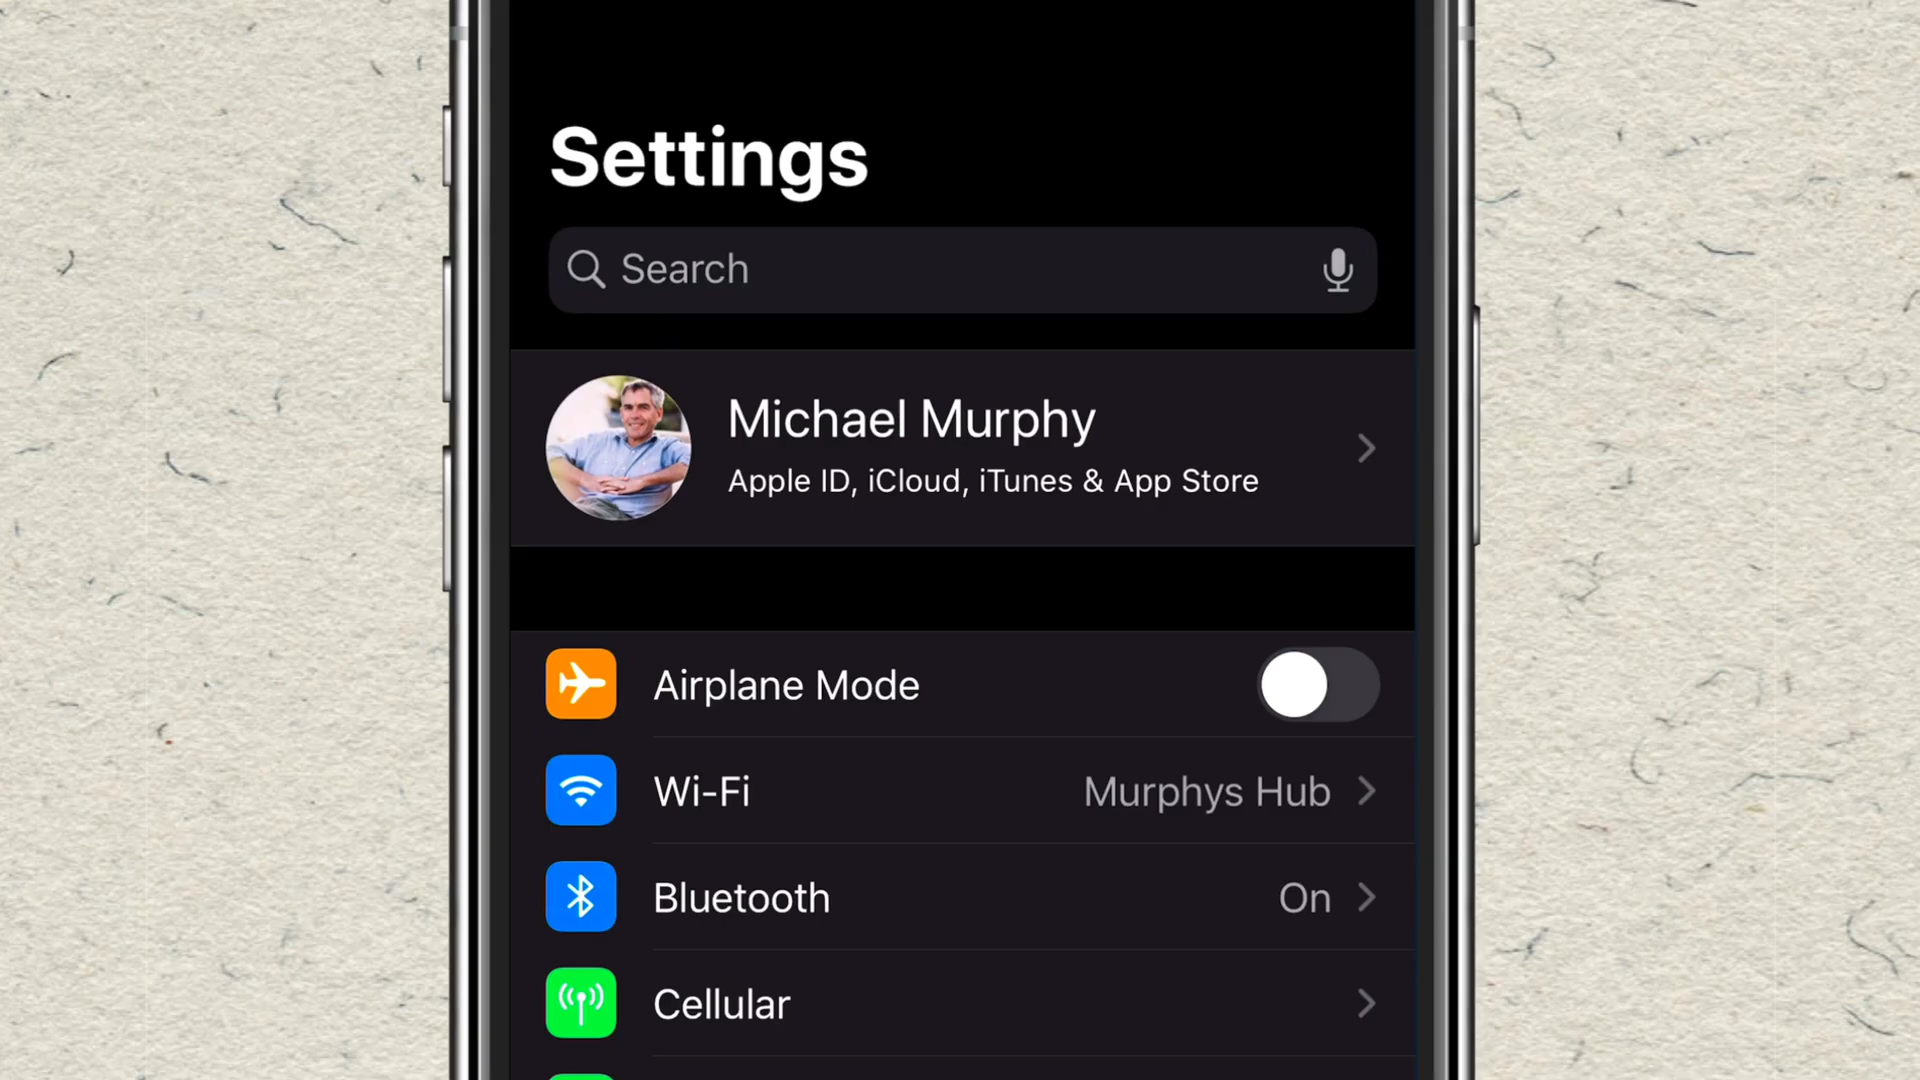 Settings
Search
Michael Murphy
Apple ID, iCloud, iTunes & App Store
Airplane Mode
Wi-Fi Murphys Hub
Bluetooth On
Cellular